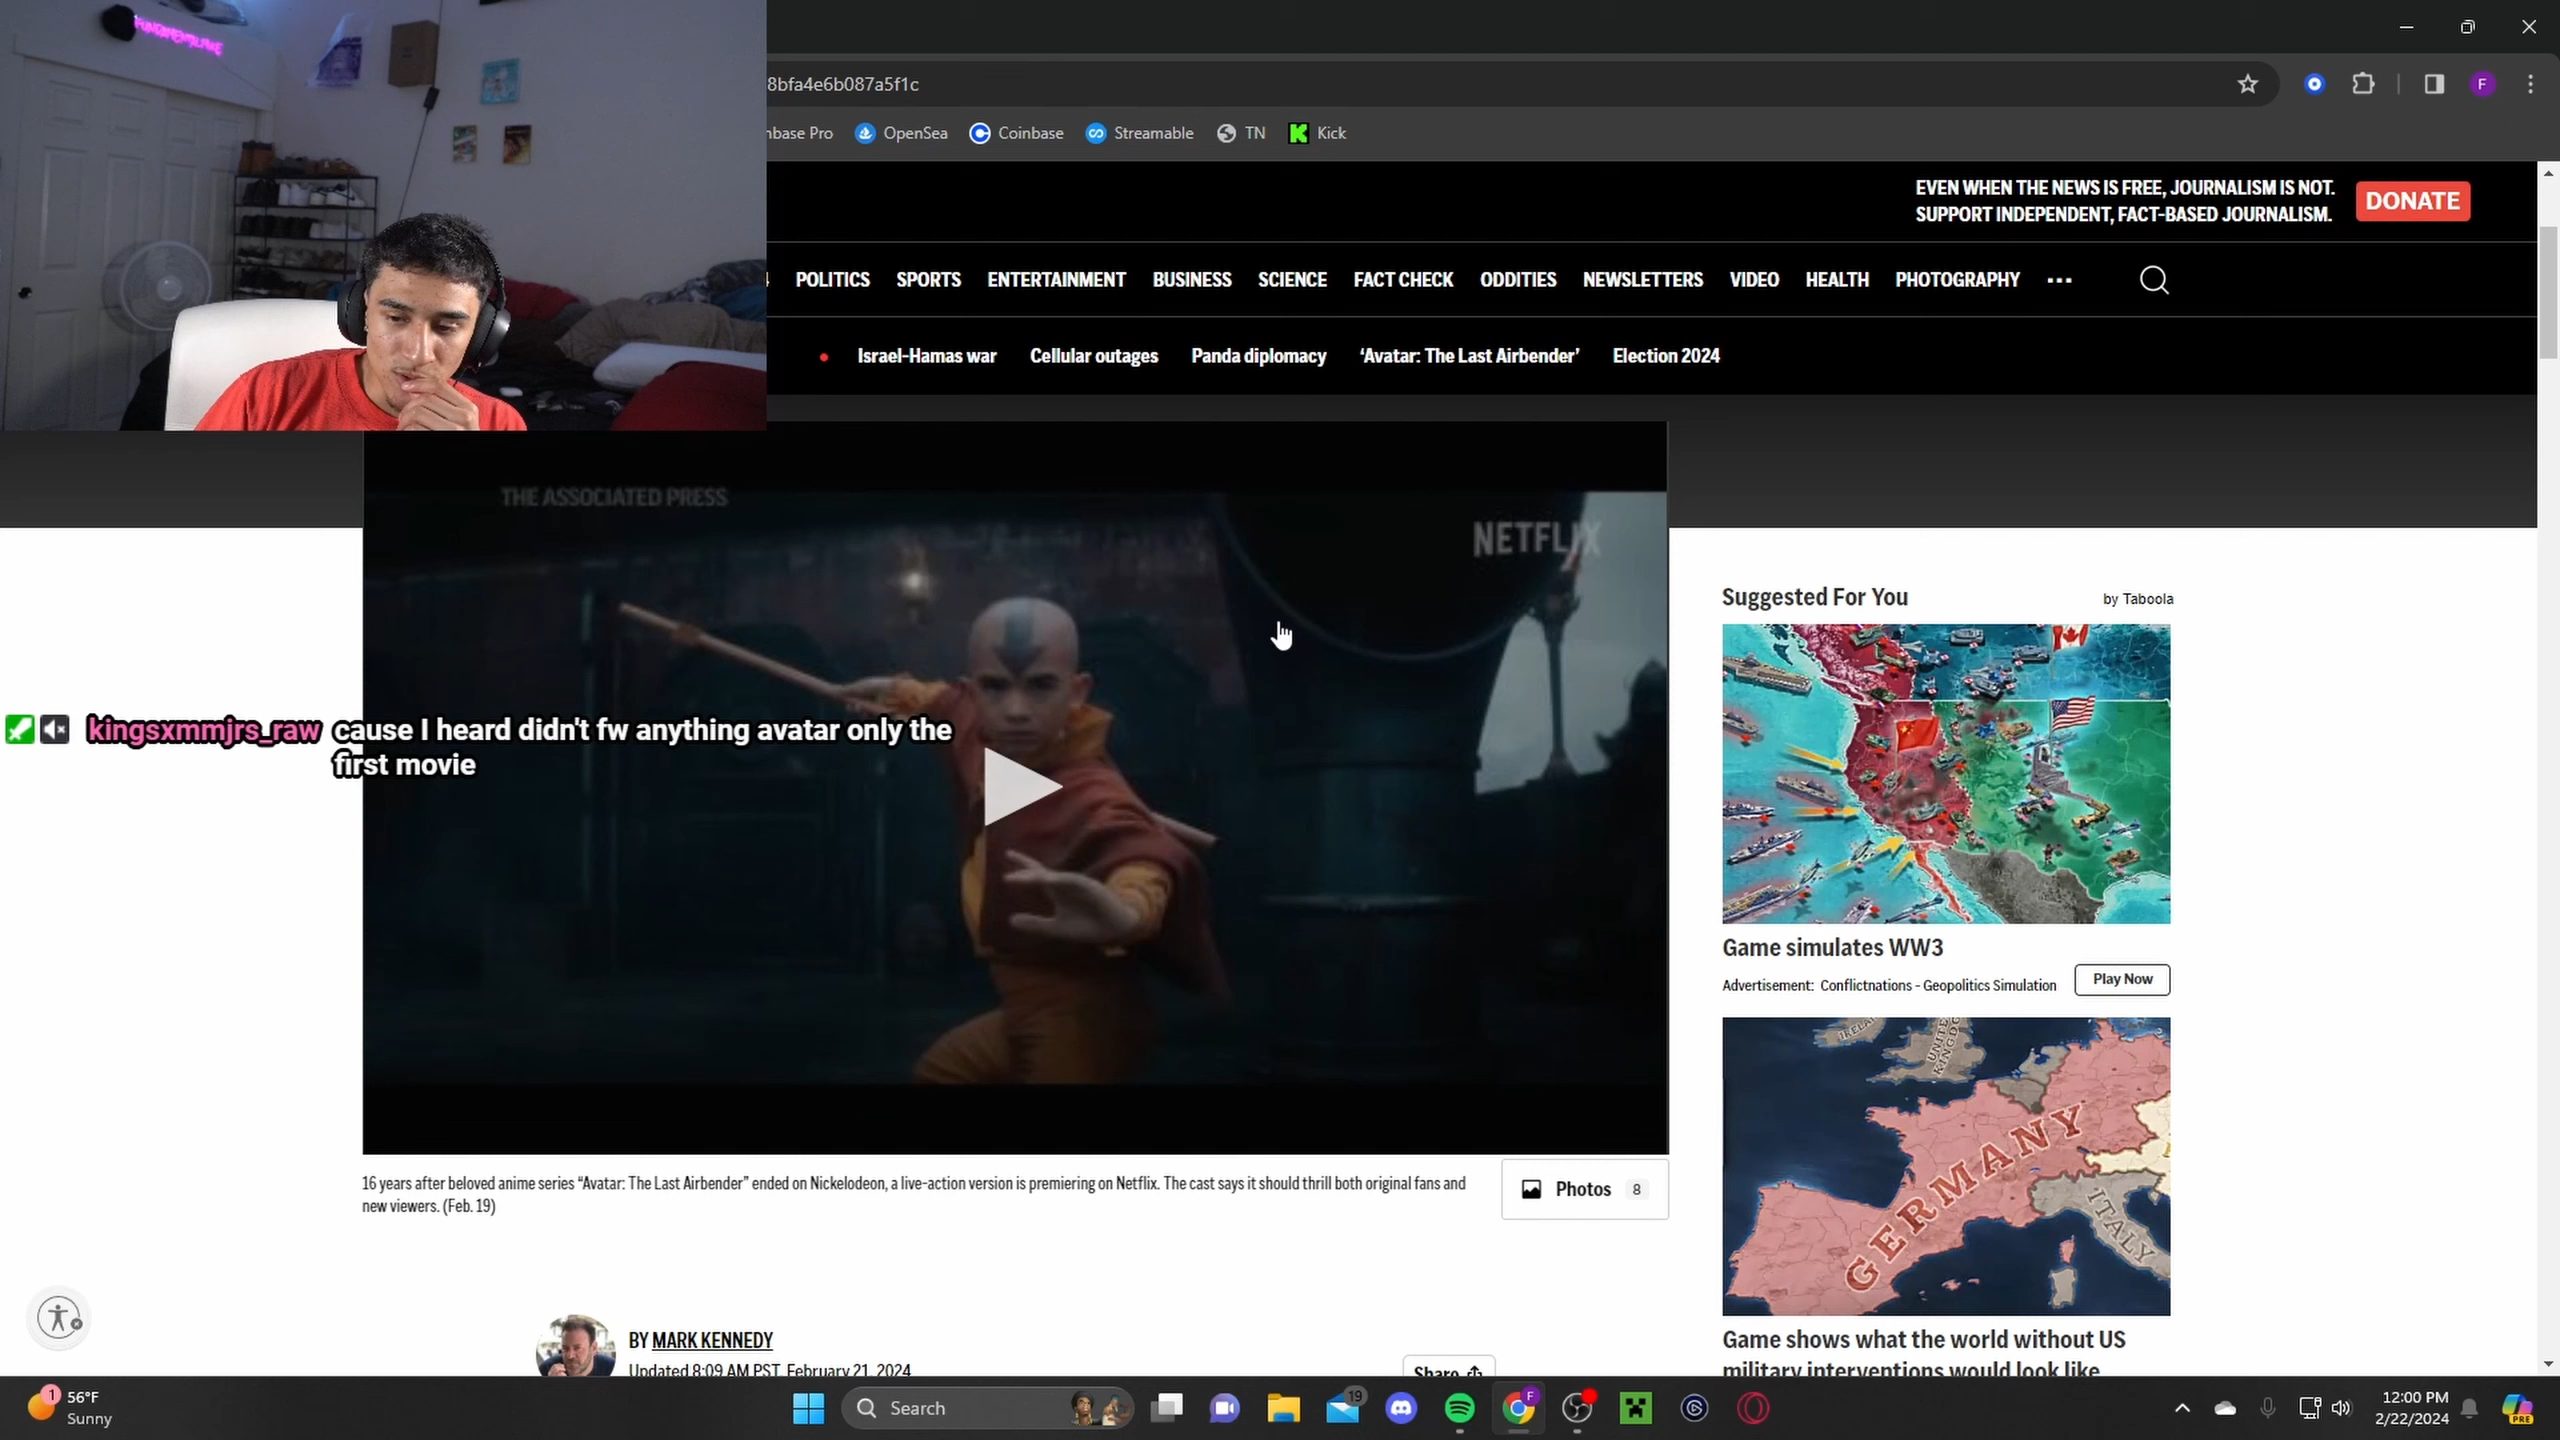 8bfa4e6b087a5f1c
F
nbase Pro OpenSea Coinbase Streamable TN Kick
EVEN WHEN THE NEWS IS FREE, JOURNALISM IS NOT.
SUPPORT INDEPENDENT, FACT-BASED JOURNALISM.
DONATE
POLITICS SPORTS ENTERTAINMENT BUSINESS SCIENCE FACT CHECK ODDITIES NEWSLETTERS VIDEO HEALTH PHOTOGRAPHY
Israel-Hamas war Cellular outages Panda diplomacy ‘Avatar: The Last Airbender’ Election 2024
THE ASSOCIATED PRESS
NETFLIX
kingsxmmjrs_raw cause I heard didn't fw anything avatar only the
first movie
16 years after beloved anime series “Avatar: The Last Airbender” ended on Nickelodeon, a live-action version is premiering on Netflix. The cast says it should thrill both original fans and
new viewers. (Feb. 19)
Photos 8
BY MARK KENNEDY
Updated 8:09 AM PST, February 21, 2024
Share
Suggested For You
by Taboola
Game simulates WW3
Advertisement: Conflictnations - Geopolitics Simulation
Play Now
UNITED KINGDOM
GERMANY
ITALY
Game shows what the world without US
military interventions would look like
1
56°F
Sunny
Search
19
F
12:00 PM
2/22/2024
PRE